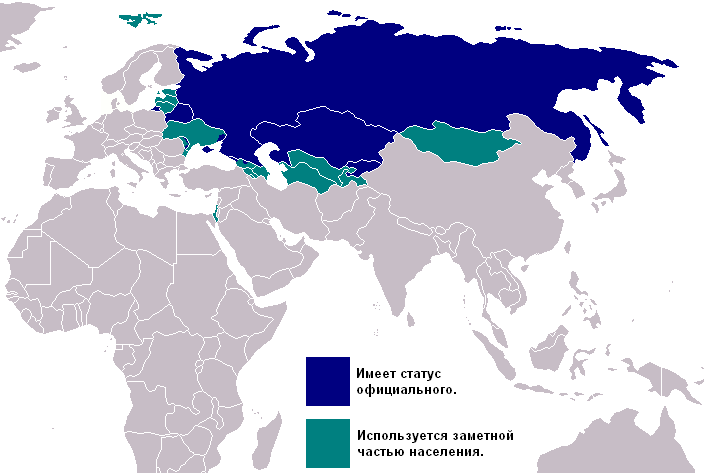 Имеет статус
официального.
Используется заметной
частью населения.